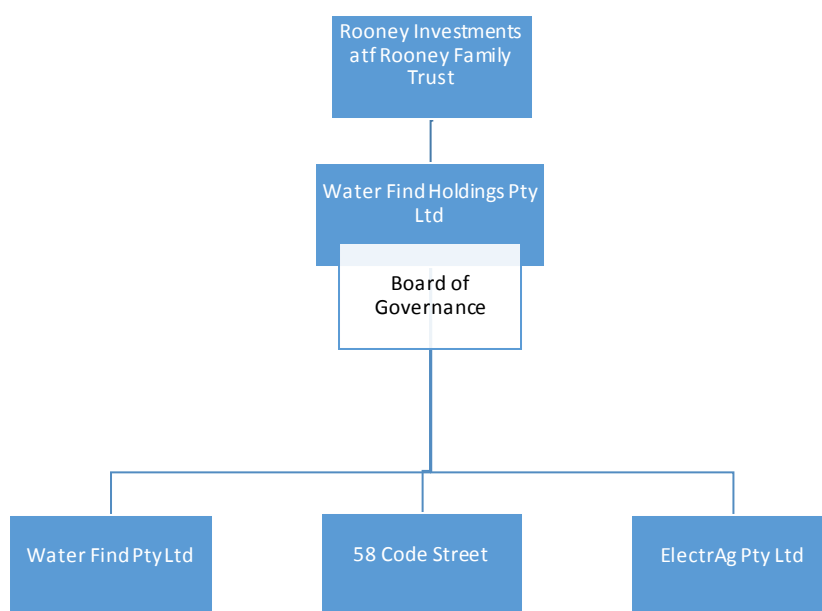 Rooney Investments
atf Rooney Family
Trust
Water Find Holdings Pty
Ltd
Board of
Governance
Water Find Pty Ltd
58 Code Street
ElectrAg Pty Ltd